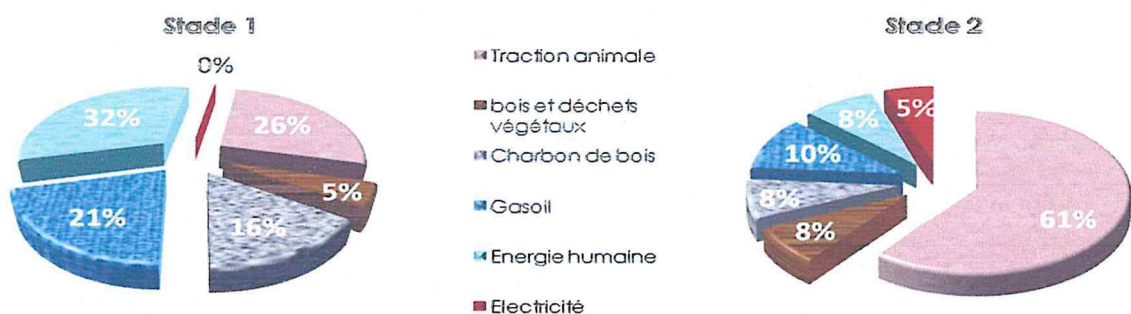 Stade 1
0%
32%
26%
5%
16%
21%
Traction animale
bois et déchets
végétaux
Charbon de bois
Gasoil
Energie humaine
Electricité
Stade 2
5%
8%
10%
8%
8%
61%